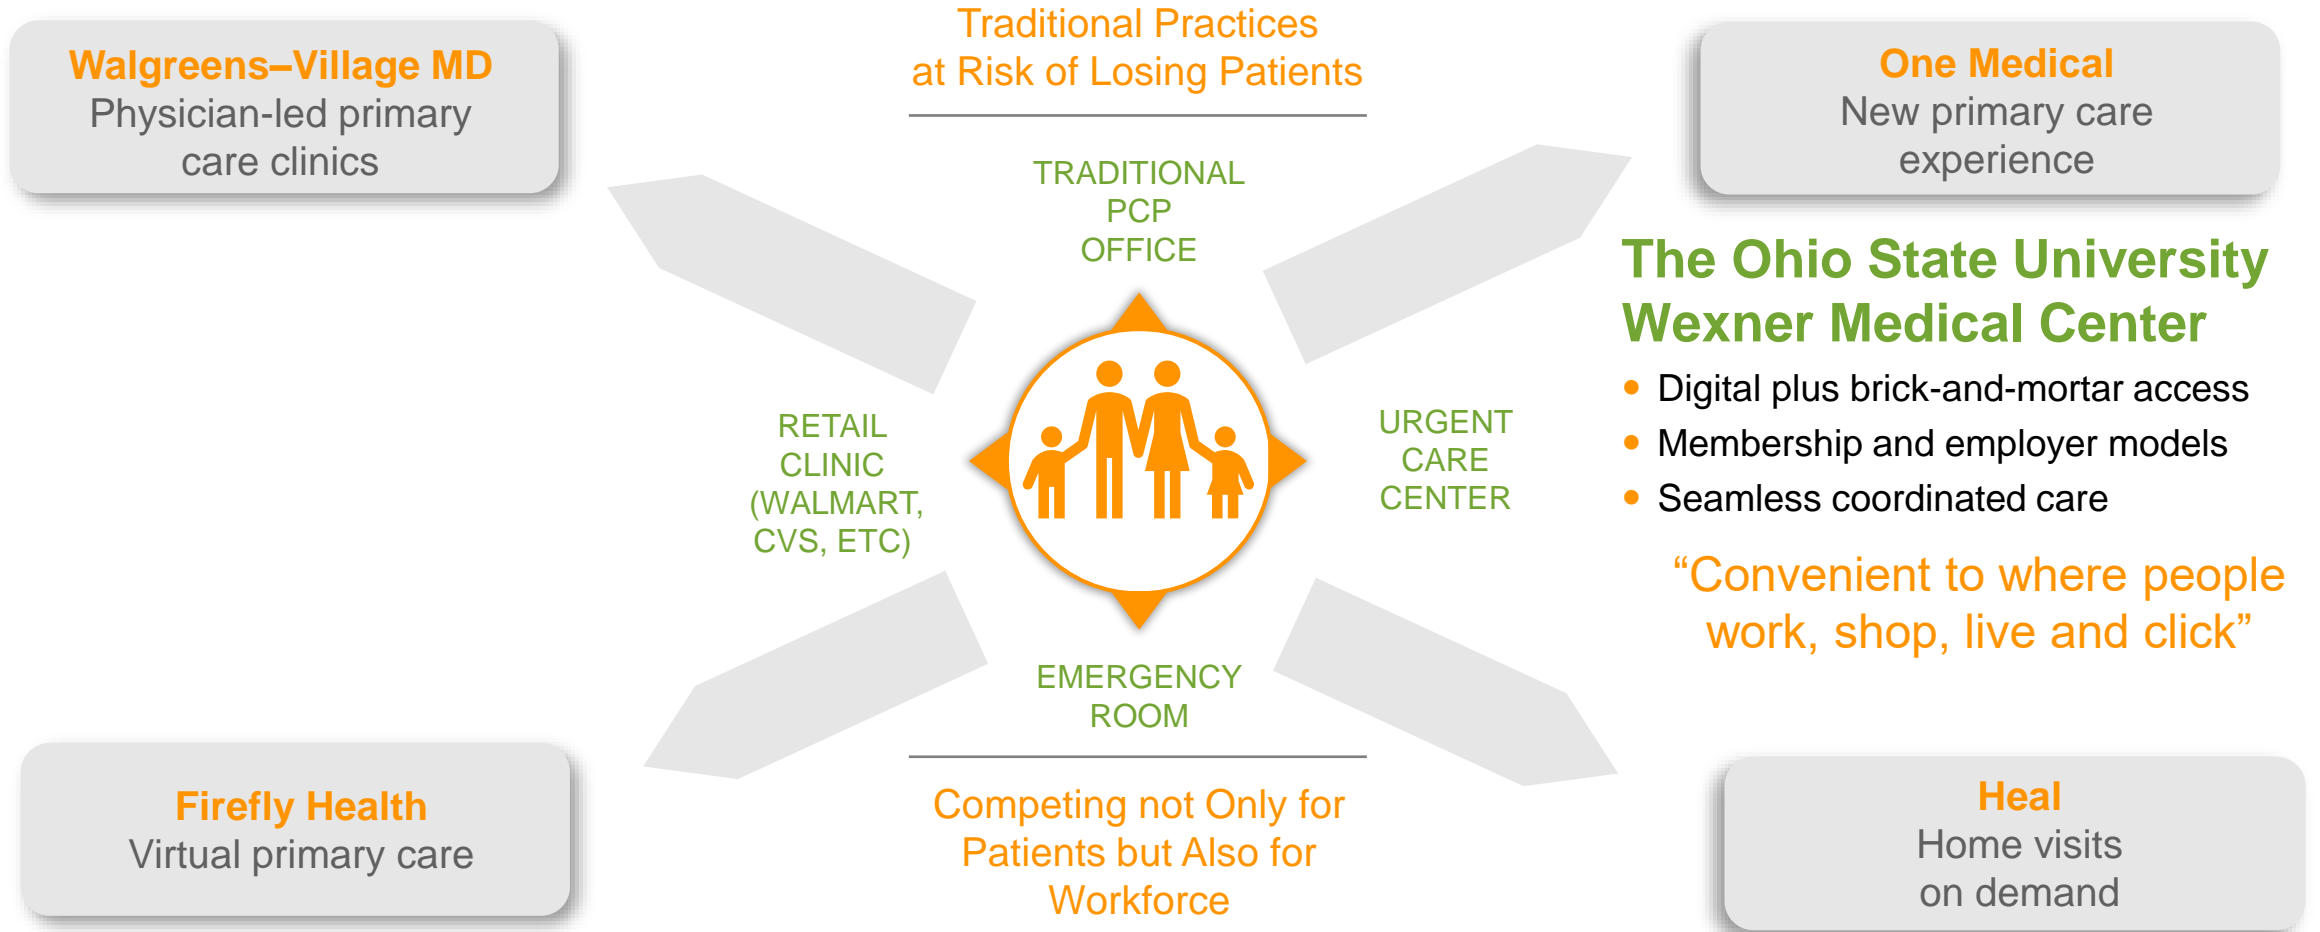 Traditional Practices
at Risk of Losing Patients
Walgreens–Village MD
Physician-led primary
care clinics
One Medical
New primary care
experience
TRADITIONAL
PCP
OFFICE
The Ohio State University
Wexner Medical Center
• Digital plus brick-and-mortar access
• Membership and employer models
• Seamless coordinated care
“Convenient to where people
work, shop, live and click”
RETAIL
CLINIC
(WALMART,
CVS, ETC)
URGENT
CARE
CENTER
EMERGENCY
ROOM
Competing not Only for
Patients but Also for
Workforce
Firefly Health
Virtual primary care
Heal
Home visits
on demand